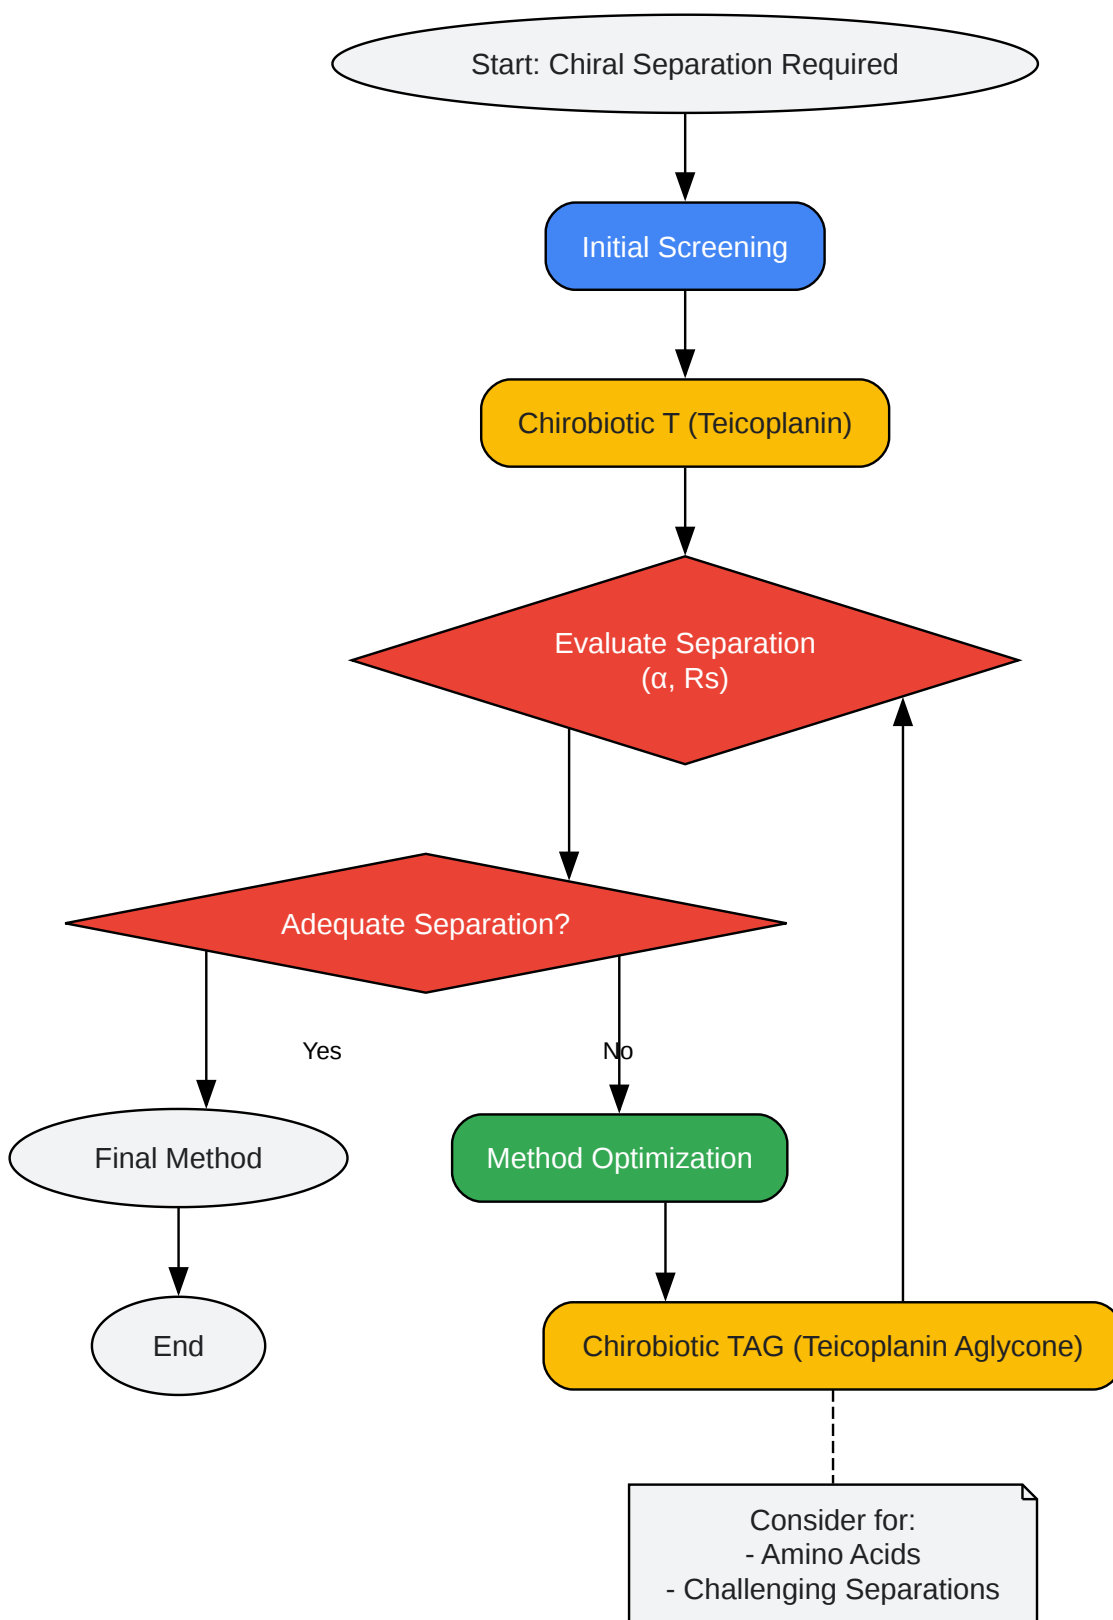 Start: Chiral Separation Required
Initial Screening
Chirobiotic T (Teicoplanin)
Evaluate Separation
(α, Rs)
Adequate Separation?
Yes
No
Final Method
Method Optimization
End
Chirobiotic TAG (Teicoplanin Aglycone)
Consider for:
- Amino Acids
- Challenging Separations